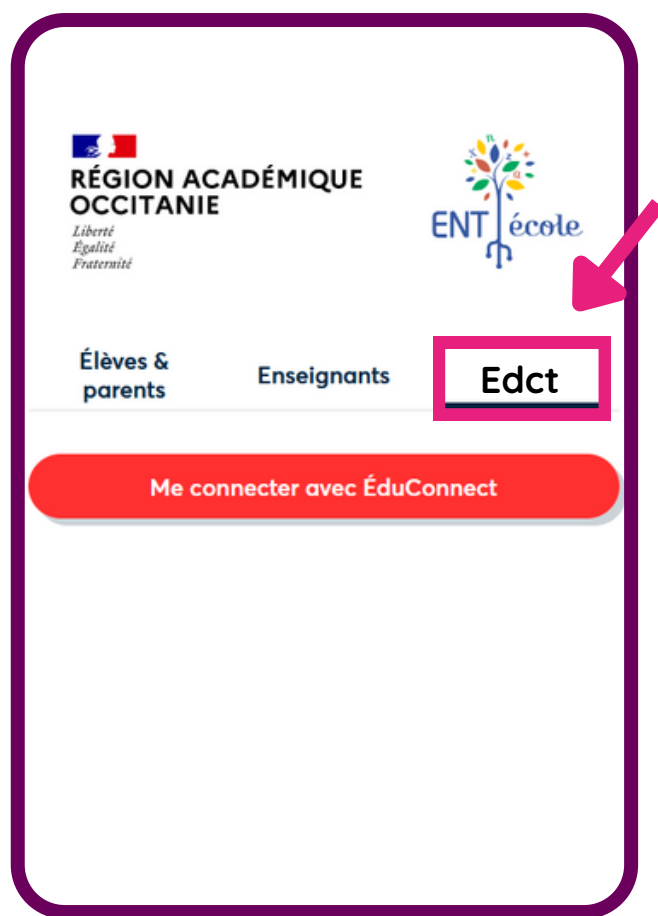 RÉGION ACADÉMIQUE
OCCITANIE
Liberté
Égalité
Fraternité
ENT école
Élèves &
parents
Enseignants
Edct
Me connecter avec ÉduConnect